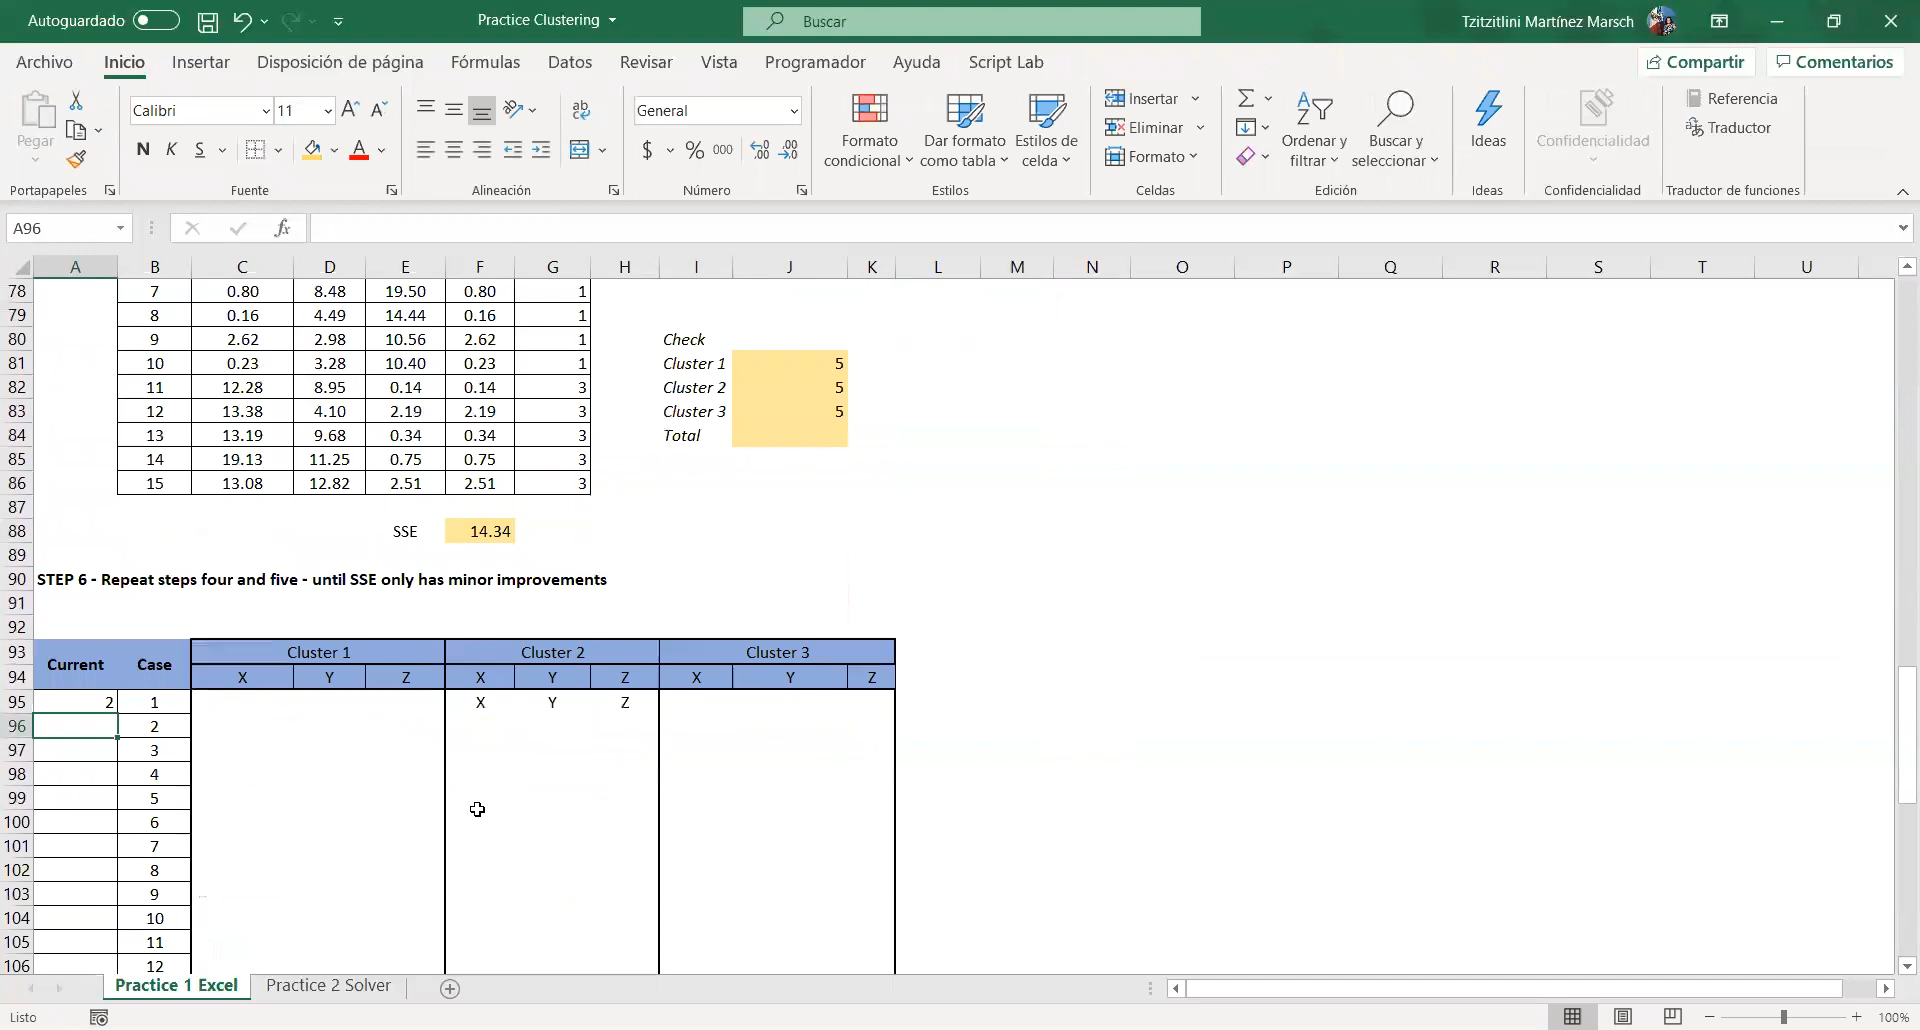 Autoguardado
Practice Clustering
Buscar
Tzitzitlini Martínez Marsch
Archivo Inicio Insertar Disposición de página Fórmulas Datos Revisar Vista Programador Ayuda Script Lab Compartir Comentarios
Pegar
Portapapeles
Calibri 11 A A
N K S A
Fuente
ab
Alineación
General
$ % 000
Número
Formato condicional
Dar formato como tabla
Estilos de celda
Estilos
Insertar
Eliminar
Formato
Celdas
Ordenar y filtrar
Buscar y seleccionar
Edición
Ideas
Ideas
Confidencialidad
Confidencialidad
Referencia
Traductor
Traductor de funciones
A96 fx
A B C D E F G H I J K L M N O P Q R S T U
78 7 0.80 8.48 19.50 0.80 1
79 8 0.16 4.49 14.44 0.16 1
80 9 2.62 2.98 10.56 2.62 1 Check
81 10 0.23 3.28 10.40 0.23 1 Cluster 1 5
82 11 12.28 8.95 0.14 0.14 3 Cluster 2 5
83 12 13.38 4.10 2.19 2.19 3 Cluster 3 5
84 13 13.19 9.68 0.34 0.34 3 Total
85 14 19.13 11.25 0.75 0.75 3
86 15 13.08 12.82 2.51 2.51 3
87
88 SSE 14.34
89
90 STEP 6 - Repeat steps four and five - until SSE only has minor improvements
91
92
93 Current Case Cluster 1 Cluster 2 Cluster 3
94 X Y Z X Y Z X Y Z
95 2 1 X Y Z
96 2
97 3
98 4
99 5
100 6
101 7
102 8
103 9
104 10
105 11
106 12
Practice 1 Excel Practice 2 Solver
Listo 100%